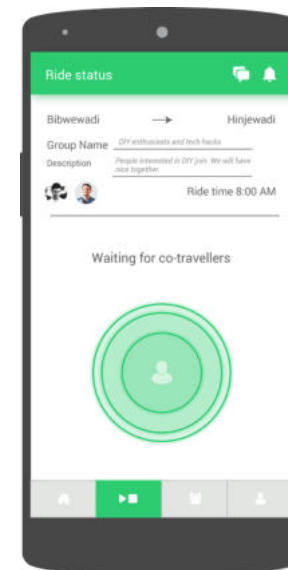 Ride status
Bibwewadi Hinjewadi
Group Name DIY enthusiasts and tech hacks
Description People interested in DIY join. We will have
nice together.
Ride time 8:00 AM
Waiting for co-travellers